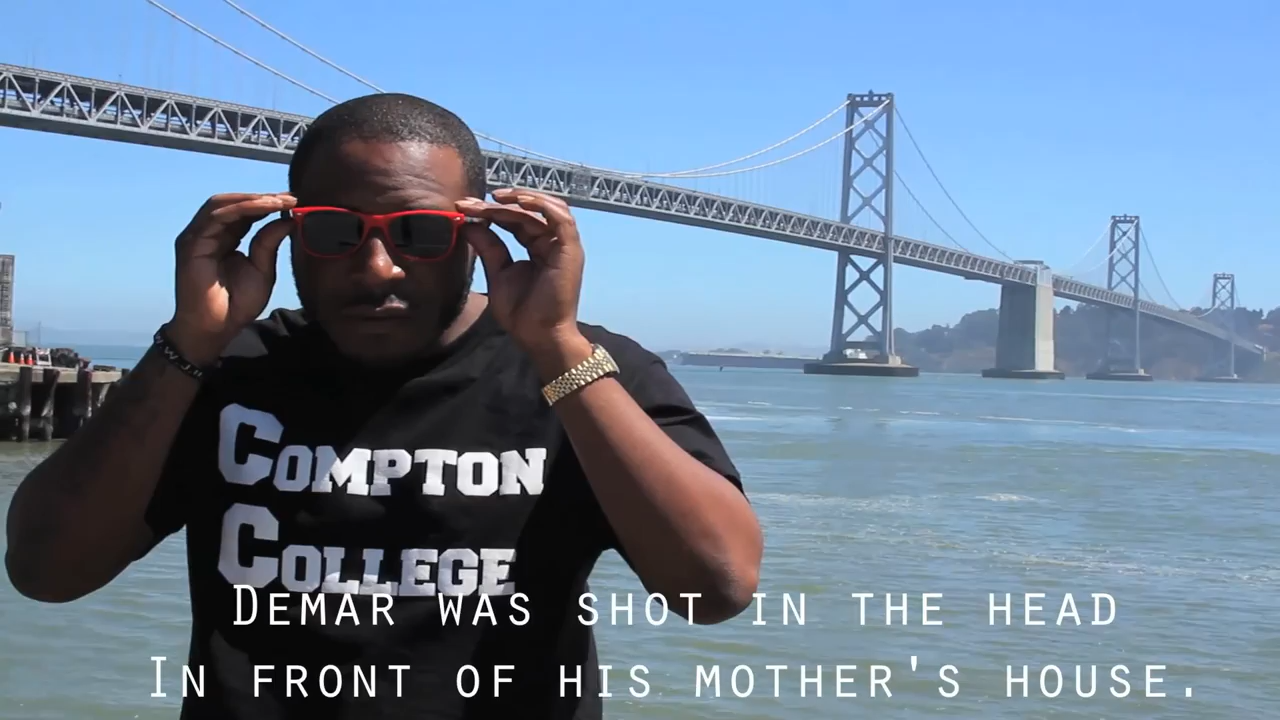 COMPTON
COLLEGE
DEMAR WAS SHOT IN THE HEAD
IN FRONT OF HIS MOTHER'S HOUSE.